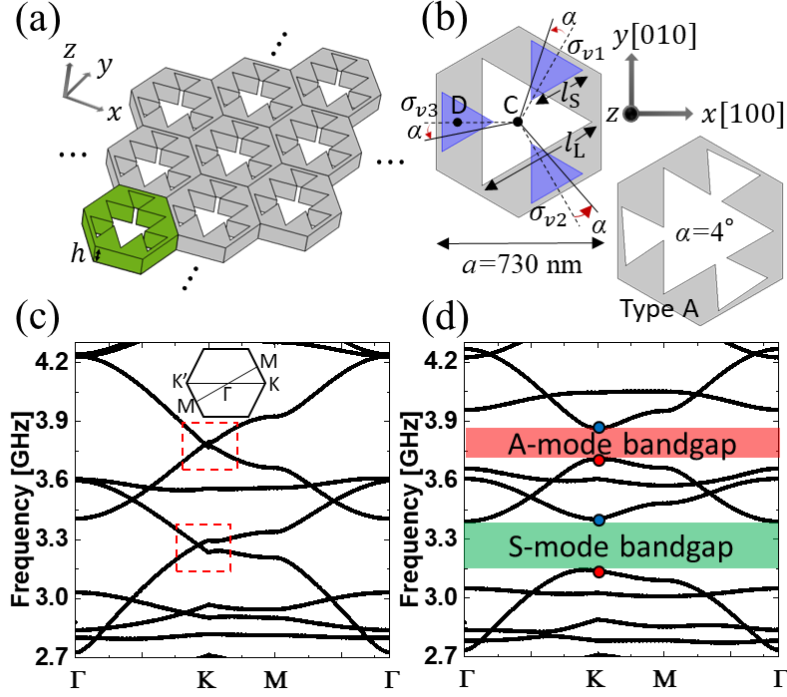 (a)
z
y
x
...
...
...
...
h
(b)
α
σv1
y[010]
σv3
D
C
lS
z
x[100]
α
lL
σv2
α
a=730 nm
α=4°
Type A
(c)
Frequency [GHz]
4.2
3.9
3.6
3.3
3.0
2.7
M
K'
Γ
K
M
Γ
K
M
Γ
(d)
Frequency [GHz]
4.2
3.9
3.6
3.3
3.0
2.7
A-mode bandgap
S-mode bandgap
Γ
K
M
Γ